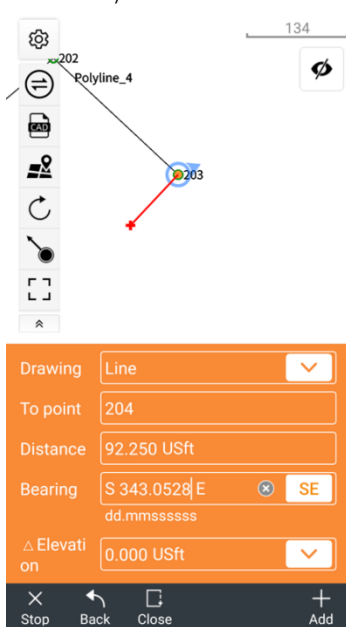 134
202
Polyline_4
CAD
203
Drawing Line
To point 204
Distance 92.250 USft
Bearing S 343.0528 E SE
dd.mmssssss
△ Elevati
on
0.000 USft
Stop Back Close Add